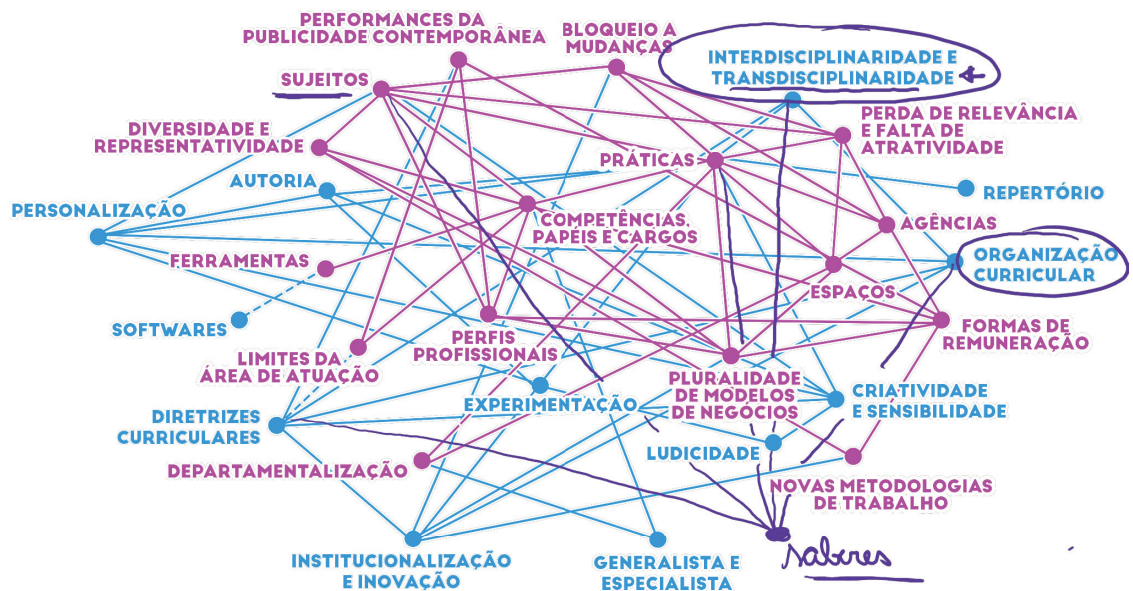 PERFORMANCES DA
PUBLICIDADE CONTEMPORÂNEA
BLOQUEIO A
MUDANÇAS
INTERDISCIPLINARIDADE E
TRANSDISCIPLINARIDADE
SUJEITOS
PERDA DE RELEVÂNCIA
E FALTA DE
ATRATIVIDADE
DIVERSIDADE E
REPRESENTATIVIDADE
PRÁTICAS
AUTORIA
REPERTÓRIO
PERSONALIZAÇÃO
COMPETÊNCIAS,
PAPÉIS E CARGOS
AGÊNCIAS
FERRAMENTAS
ORGANIZAÇÃO
CURRICULAR
ESPAÇOS
SOFTWARES
PERFIS
PROFISSIONAIS
FORMAS DE
REMUNERAÇÃO
LIMITES DA
ÁREA DE ATUAÇÃO
PLURALIDADE
DE MODELOS
DE NEGÓCIOS
EXPERIMENTAÇÃO
CRIATIVIDADE
E SENSIBILIDADE
DIRETRIZES
CURRICULARES
LUDICIDADE
DEPARTAMENTALIZAÇÃO
NOVAS METODOLOGIAS
DE TRABALHO
INSTITUCIONALIZAÇÃO
E INOVAÇÃO
GENERALISTA E
ESPECIALISTA
saberes